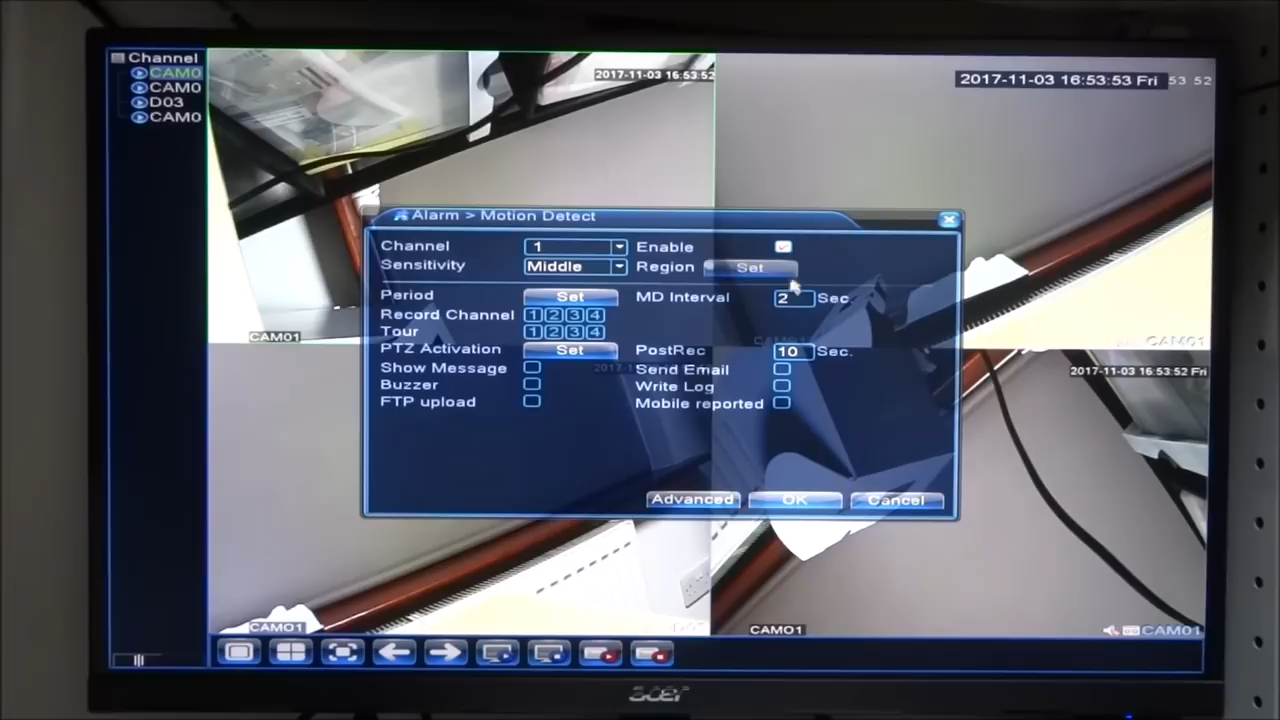 Channel
CAM0
CAM0
D03
CAM0
2017-11-03 16:53:52
2017-11-03 16:53:53 Fri
53 52
Alarm > Motion Detect
Channel 1 Enable
Sensitivity Middle Region Set
Period Set MD Interval 2 Sec.
Record Channel 1 2 3 4
Tour 1 2 3 4
PTZ Activation Set PostRec 10 Sec.
Show Message Send Email
Buzzer Write Log
FTP upload Mobile reported
Advanced OK Cancel
CAM01
CAM01
2017-11-03 16:53:52 Fri
CAM01
D03
CAM01
CAM01
acer